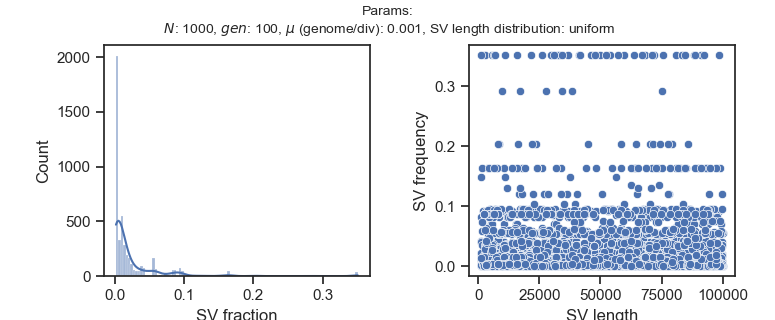 Params:
N: 1000, gen: 100, μ (genome/div): 0.001, SV length distribution: uniform
2000
1500
1000
500
0
Count
0.0 0.1 0.2 0.3
SV fraction
0.3
0.2
0.1
0.0
SV frequency
0 25000 50000 75000 100000
SV length